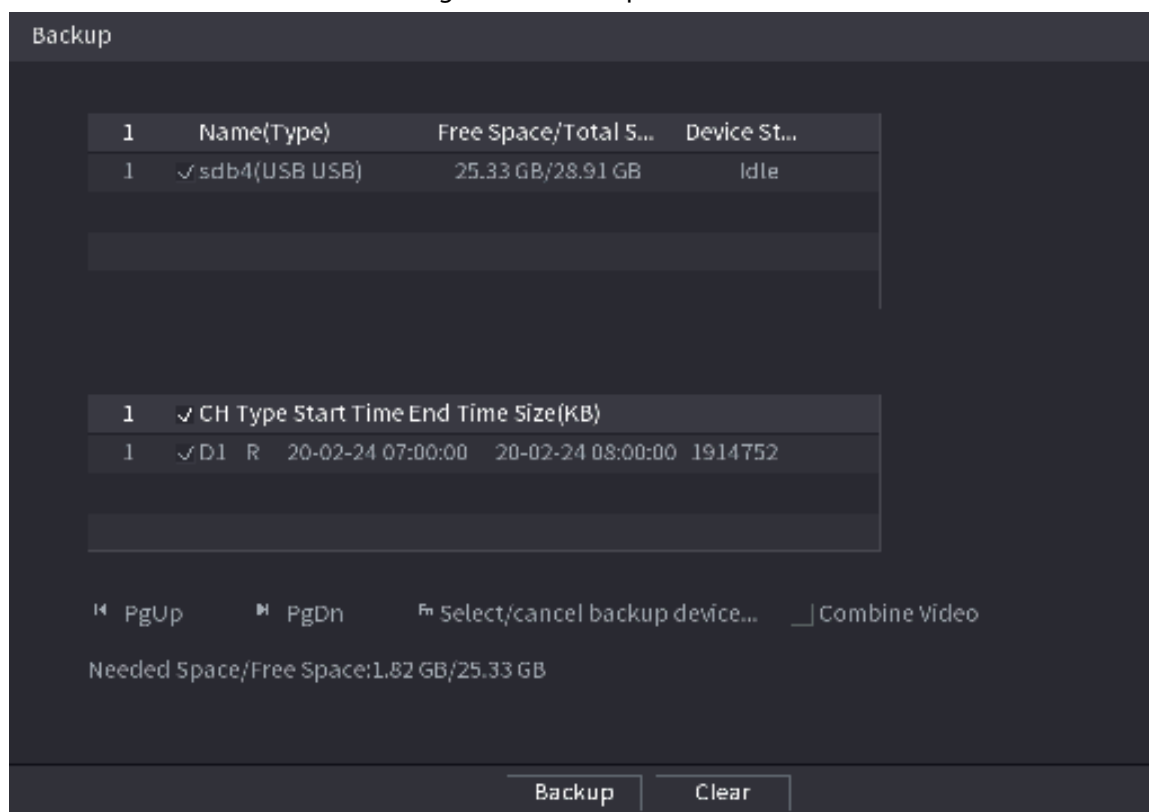 Backup
1 Name(Type) Free Space/Total S... Device St...
1 sdb4(USB USB) 25.33 GB/28.91 GB Idle
1 CH Type Start Time End Time Size(KB)
1 D1 R 20-02-24 07:00:00 20-02-24 08:00:00 1914752
PgUp PgDn Fn Select/cancel backup device... Combine Video
Needed Space/Free Space:1.82 GB/25.33 GB
Backup Clear